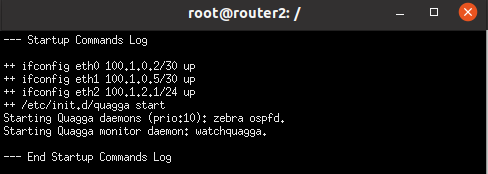 root@router2: /
--- Startup Commands Log
++ ifconfig eth0 100.1.0.2/30 up
++ ifconfig eth1 100.1.0.5/30 up
++ ifconfig eth2 100.1.2.1/24 up
++ /etc/init.d/quagga start
Starting Quagga daemons (prio:10): zebra ospfd.
Starting Quagga monitor daemon: watchquagga.
--- End Startup Commands Log